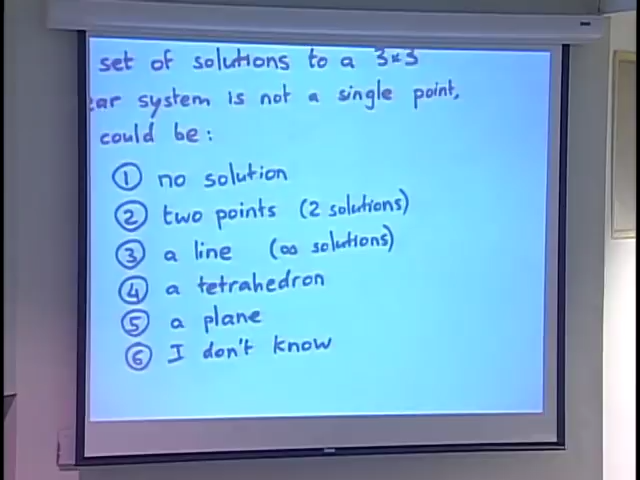 set of solutions to a 3×3
ear system is not a single point,
could be:
① no solution
② two points (2 solutions)
③ a line (∞ solutions)
④ a tetrahedron
⑤ a plane
⑥ I don't know